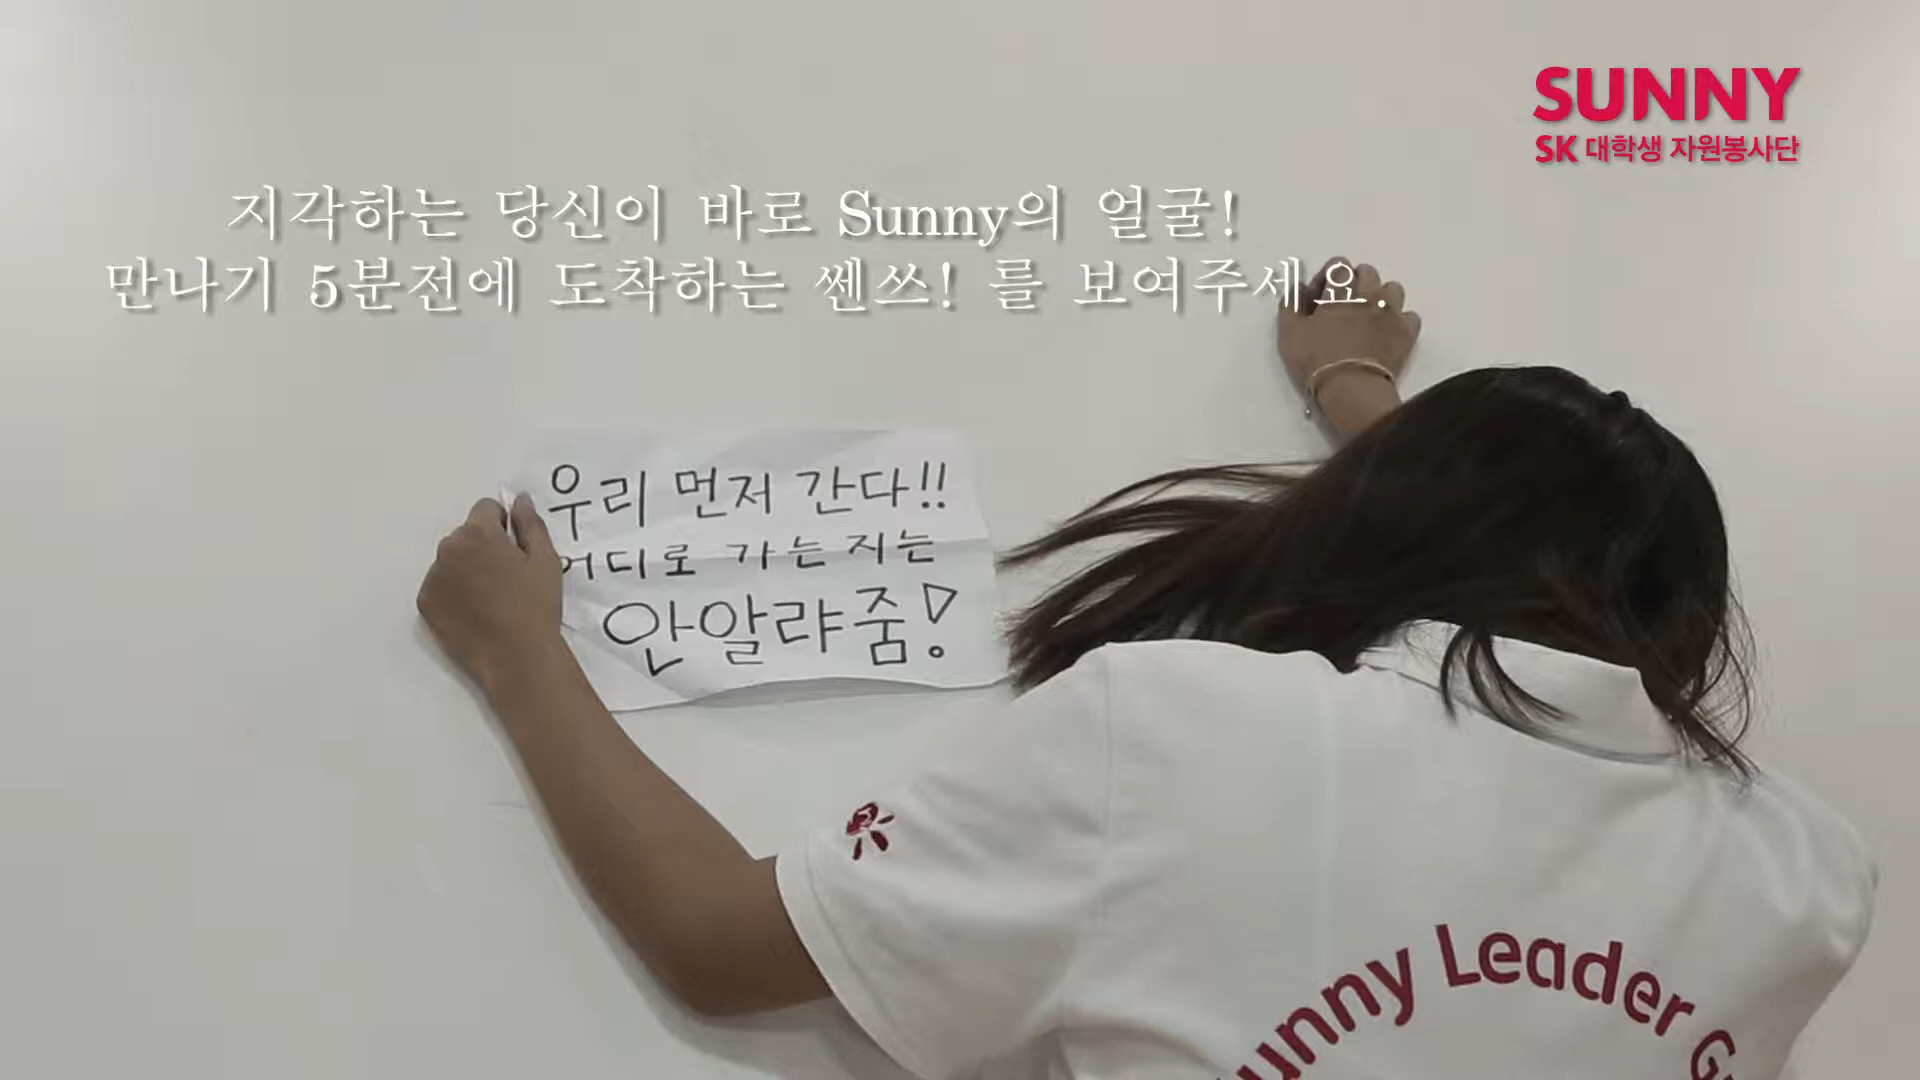 SUNNY
SK 대학생 자원봉사단
지각하는 당신이 바로 Sunny의 얼굴!
만나기 5분전에 도착하는 쎈쓰! 를 보여주세요.
우리 먼저 간다!!
어디로 가는지는
안알랴줌!
Sunny Leader